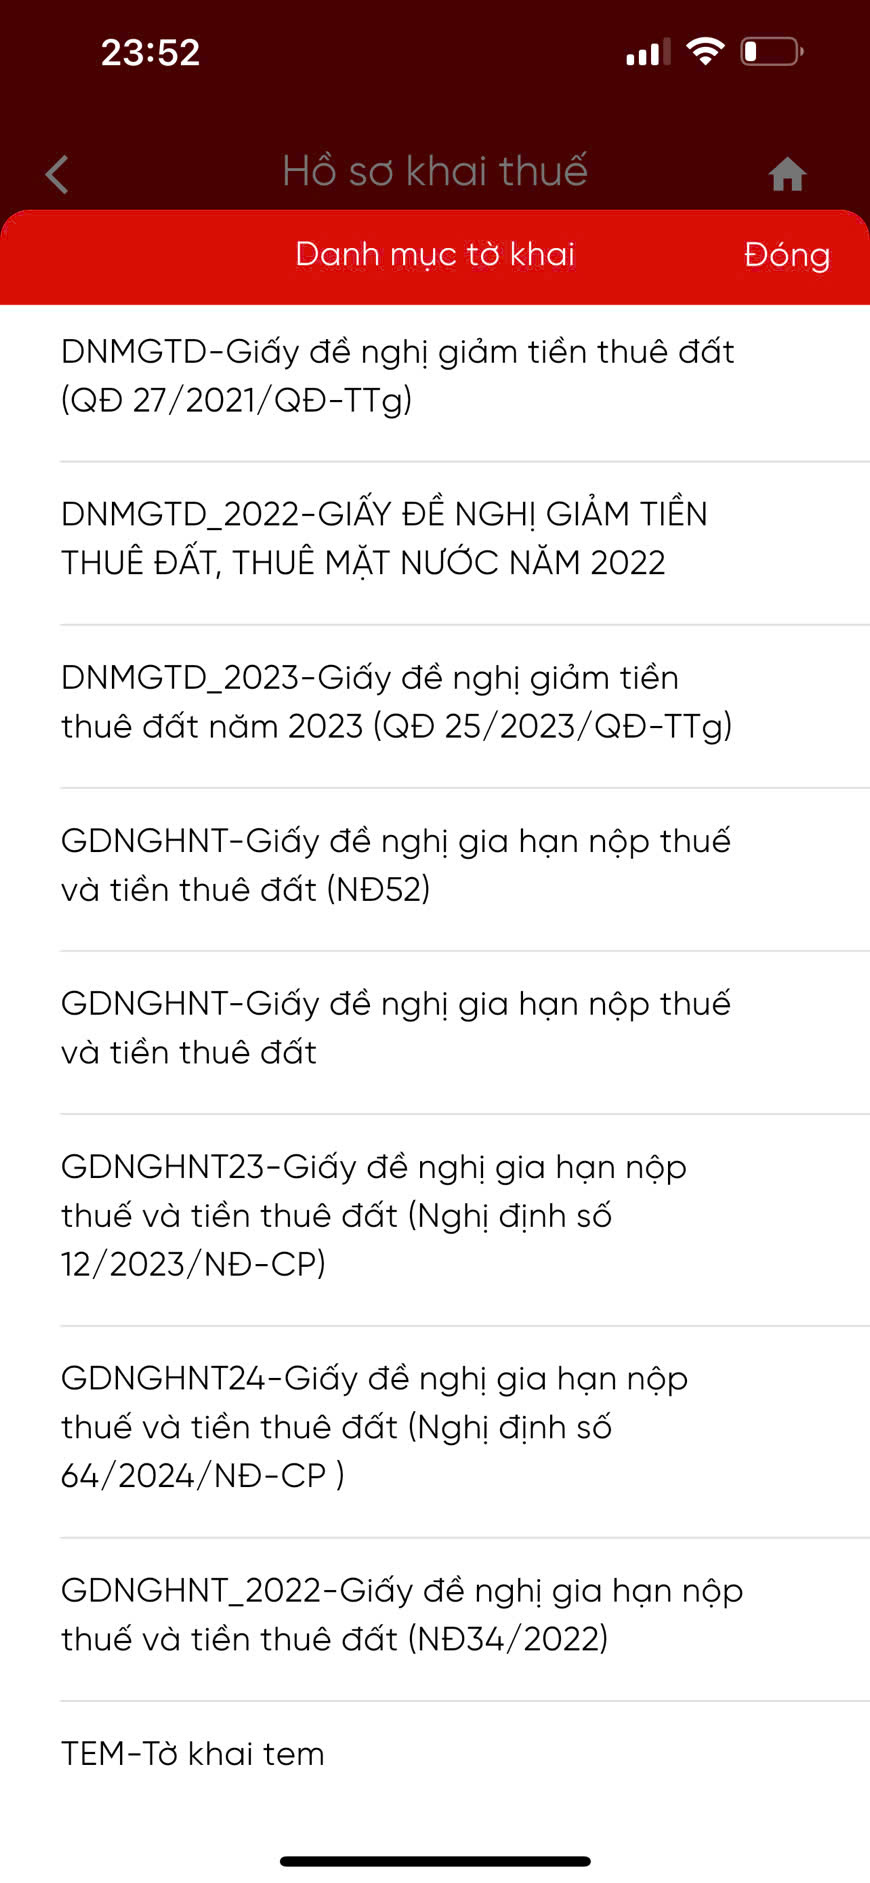 23:52
Hồ sơ khai thuế
Danh mục tờ khai
Đóng
DNMGTD-Giấy đề nghị giảm tiền thuê đất
(QĐ 27/2021/QĐ-TTg)
DNMGTD_2022-GIẤY ĐỀ NGHỊ GIẢM TIỀN
THUÊ ĐẤT, THUÊ MẶT NƯỚC NĂM 2022
DNMGTD_2023-Giấy đề nghị giảm tiền
thuê đất năm 2023 (QĐ 25/2023/QĐ-TTg)
GDNGHNT-Giấy đề nghị gia hạn nộp thuế
và tiền thuê đất (NĐ52)
GDNGHNT-Giấy đề nghị gia hạn nộp thuế
và tiền thuê đất
GDNGHNT23-Giấy đề nghị gia hạn nộp
thuế và tiền thuê đất (Nghị định số
12/2023/NĐ-CP)
GDNGHNT24-Giấy đề nghị gia hạn nộp
thuế và tiền thuê đất (Nghị định số
64/2024/NĐ-CP )
GDNGHNT_2022-Giấy đề nghị gia hạn nộp
thuế và tiền thuê đất (NĐ34/2022)
TEM-Tờ khai tem